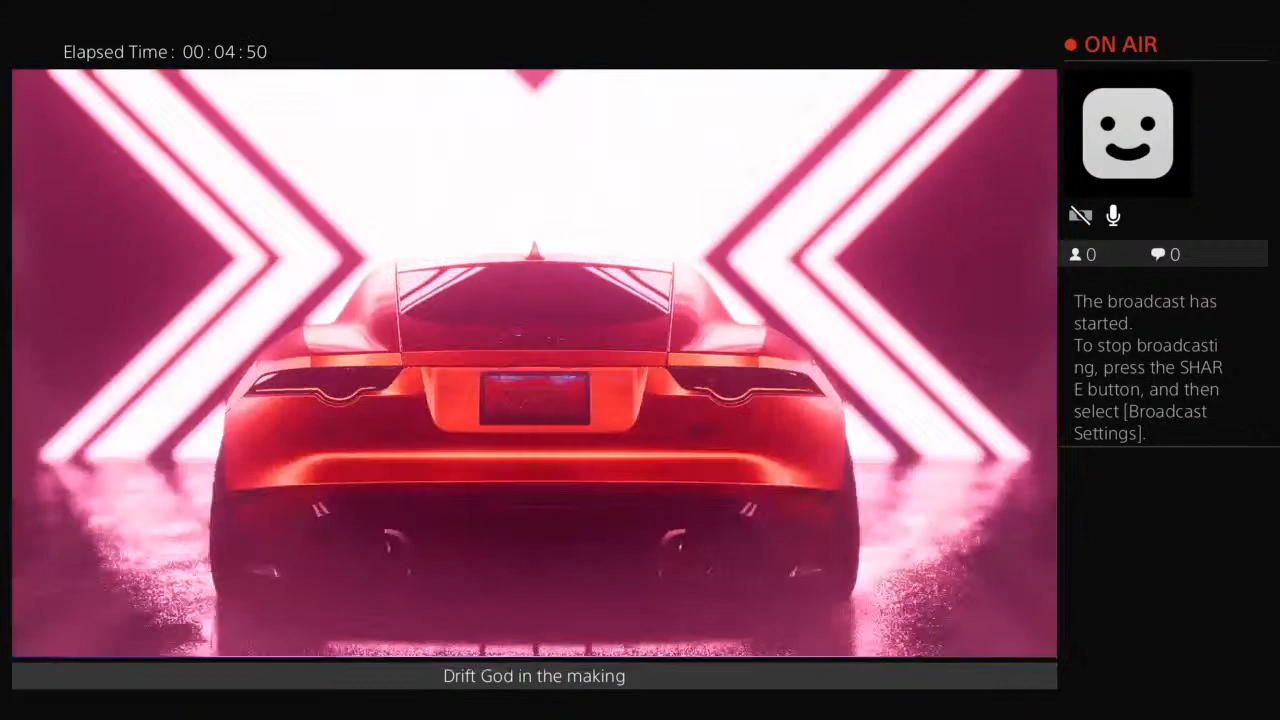 Elapsed Time: 00:04:50
ON AIR
0 0
The broadcast has
started.
To stop broadcasti
ng, press the SHAR
E button, and then
select [Broadcast
Settings].
Drift God in the making